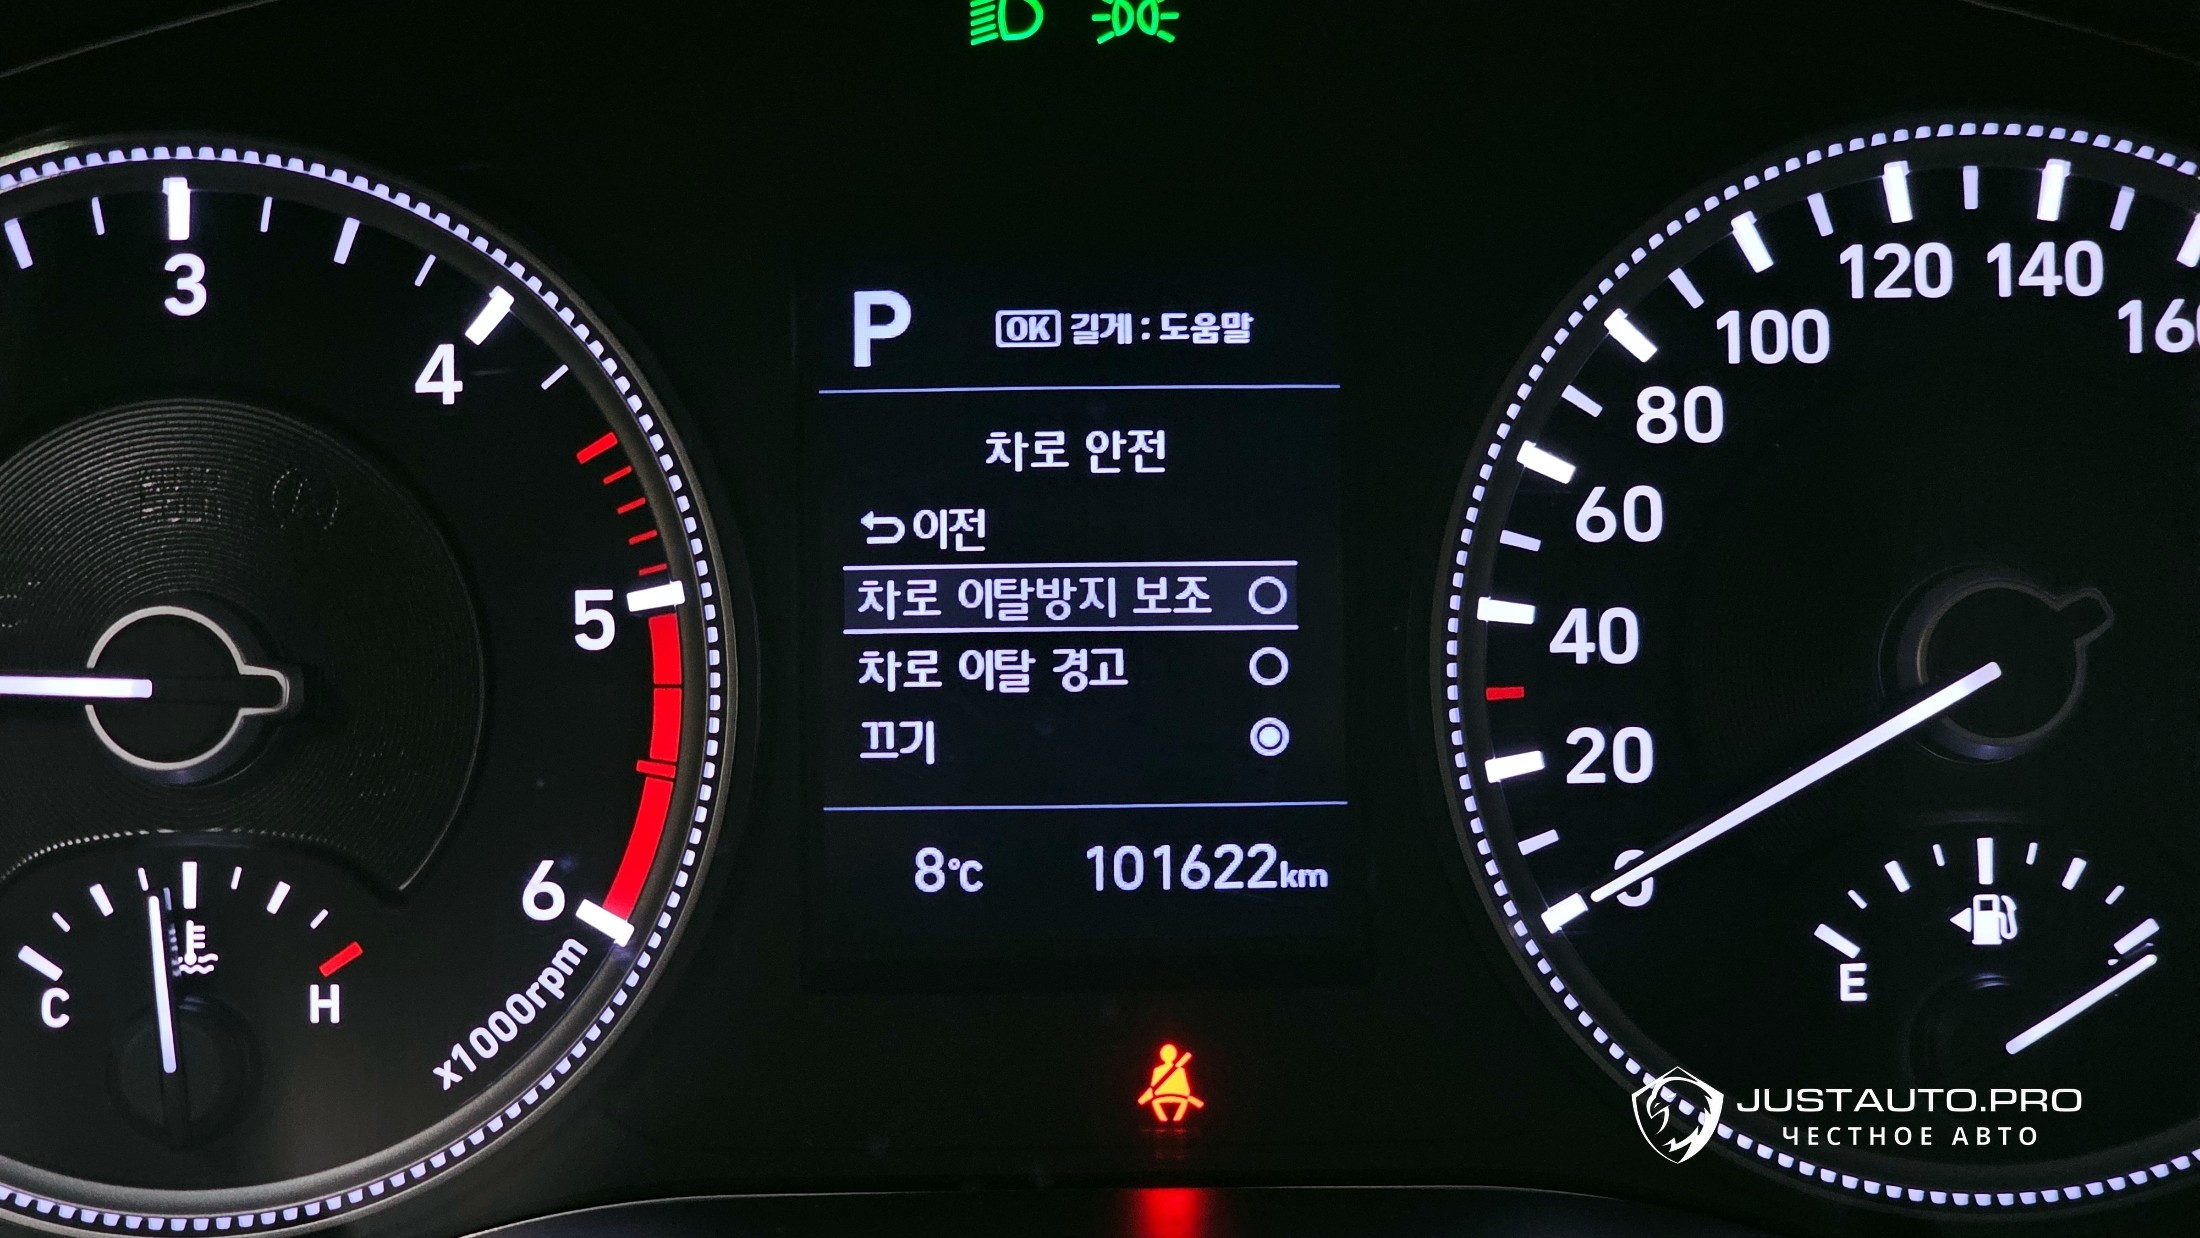 P
OK 길게 : 도움말
차로 안전
이전
차로 이탈방지 보조
차로 이탈 경고
끄기
8°C 101622km
3
4
5
6
x1000rpm
C H
0
20
40
60
80
100
120
140
160
E
JUSTAUTO.PRO
ЧЕСТНОЕ АВТО